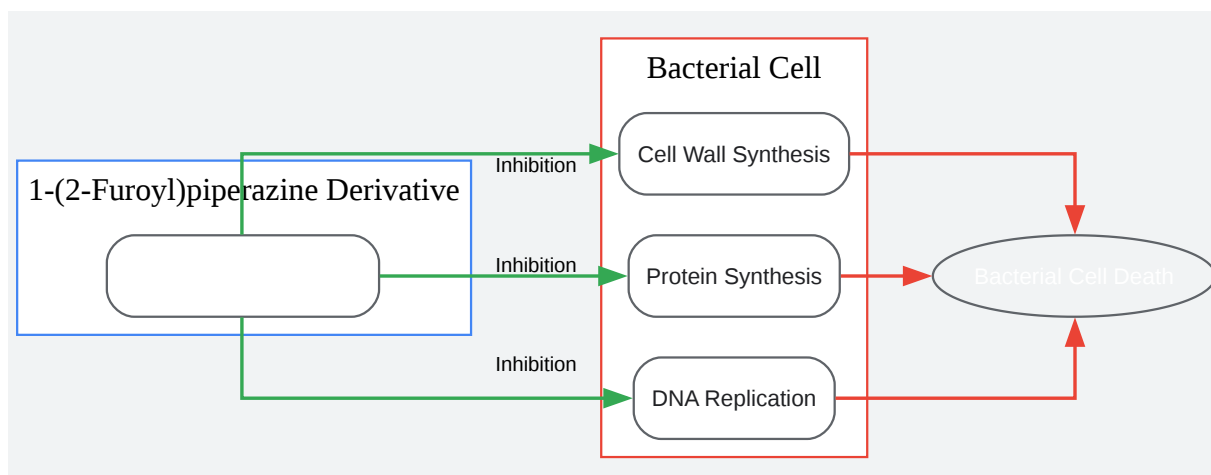 Bacterial Cell
Cell Wall Synthesis
Inhibition
1-(2-Furoyl)piperazine Derivative
Inhibition
Protein Synthesis
Bacterial Cell Death
Inhibition
DNA Replication